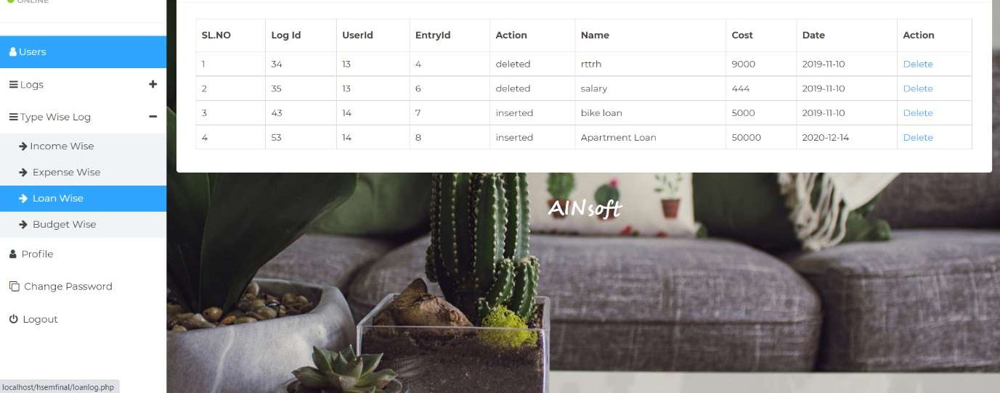 ONLINE
Users
Logs
Type Wise Log
Income Wise
Expense Wise
Loan Wise
Budget Wise
Profile
Change Password
Logout
localhost/hsemfinal/loanlog.php
SL.NO Log Id UserId EntryId Action Name Cost Date Action
1 34 13 4 deleted rttrh 9000 2019-11-10 Delete
2 35 13 6 deleted salary 444 2019-11-10 Delete
3 43 14 7 inserted bike loan 5000 2019-11-10 Delete
4 53 14 8 inserted Apartment Loan 50000 2020-12-14 Delete
AINsoft